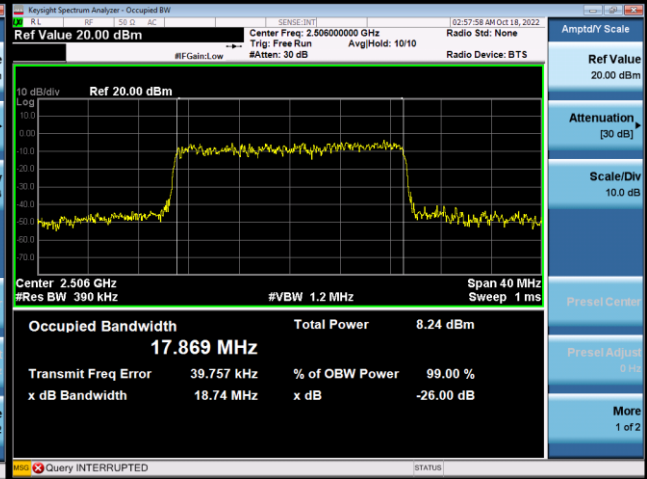 Keysight Spectrum Analyzer - Occupied BW
RL RF 50 Ω AC SENSE:INT 02:57:58 AM Oct 18, 2022
Ref Value 20.00 dBm
Center Freq: 2.506000000 GHz
Radio Std: None
Trig: Free Run Avg|Hold: 10/10
#IFGain:Low #Atten: 30 dB Radio Device: BTS
10 dB/div Ref 20.00 dBm
Log
10.0
0.00
-10.0
-20.0
-30.0
-40.0
-50.0
-60.0
-70.0
Center 2.506 GHz Span 40 MHz
#Res BW 390 kHz #VBW 1.2 MHz Sweep 1 ms
Occupied Bandwidth
17.869 MHz
Total Power 8.24 dBm
Transmit Freq Error 39.757 kHz % of OBW Power 99.00 %
x dB Bandwidth 18.74 MHz x dB -26.00 dB
MSG Query INTERRUPTED STATUS
Amptd/Y Scale
Ref Value
20.00 dBm
Attenuation
[30 dB]
Scale/Div
10.0 dB
Presel Center
Presel Adjust
0 Hz
More
1 of 2